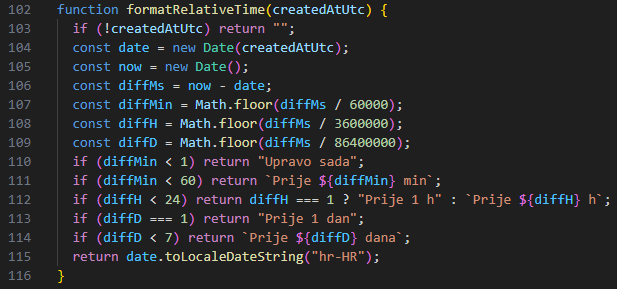 102 function formatRelativeTime(createdAtUtc) {
103 if (!createdAtUtc) return "";
104 const date = new Date(createdAtUtc);
105 const now = new Date();
106 const diffMs = now - date;
107 const diffMin = Math.floor(diffMs / 60000);
108 const diffH = Math.floor(diffMs / 3600000);
109 const diffD = Math.floor(diffMs / 86400000);
110 if (diffMin < 1) return "Upravo sada";
111 if (diffMin < 60) return `Prije ${diffMin} min`;
112 if (diffH < 24) return diffH === 1 ? "Prije 1 h" : `Prije ${diffH} h`;
113 if (diffD === 1) return "Prije 1 dan";
114 if (diffD < 7) return `Prije ${diffD} dana`;
115 return date.toLocaleDateString("hr-HR");
116 }